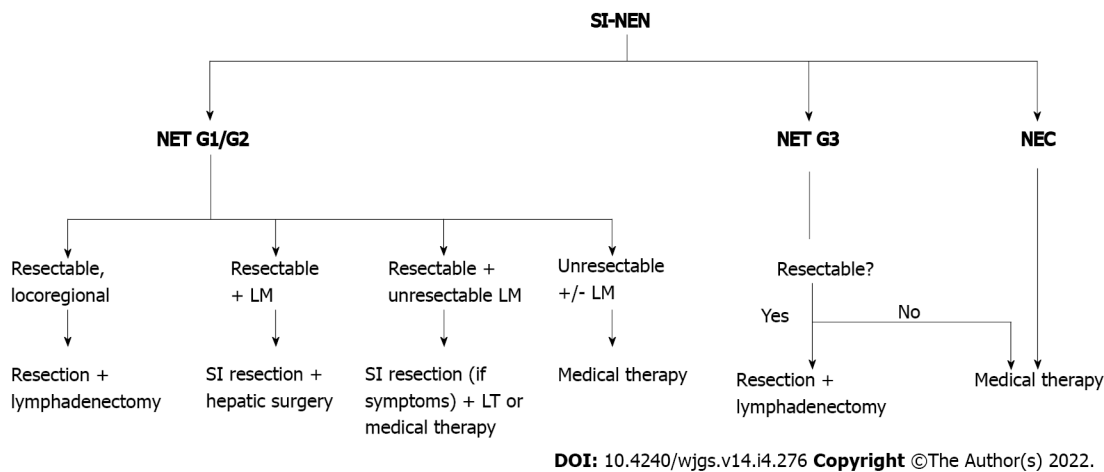 SI-NEN
NET G1/G2
NET G3
NEC
Resectable,
locoregional
Resectable
+ LM
Resectable +
unresectable LM
Unresectable
+/- LM
Resectable?
Yes
No
Resection +
lymphadenectomy
SI resection +
hepatic surgery
SI resection (if
symptoms) + LT or
medical therapy
Medical therapy
Resection +
lymphadenectomy
Medical therapy
DOI: 10.4240/wjgs.v14.i4.276 Copyright ©The Author(s) 2022.